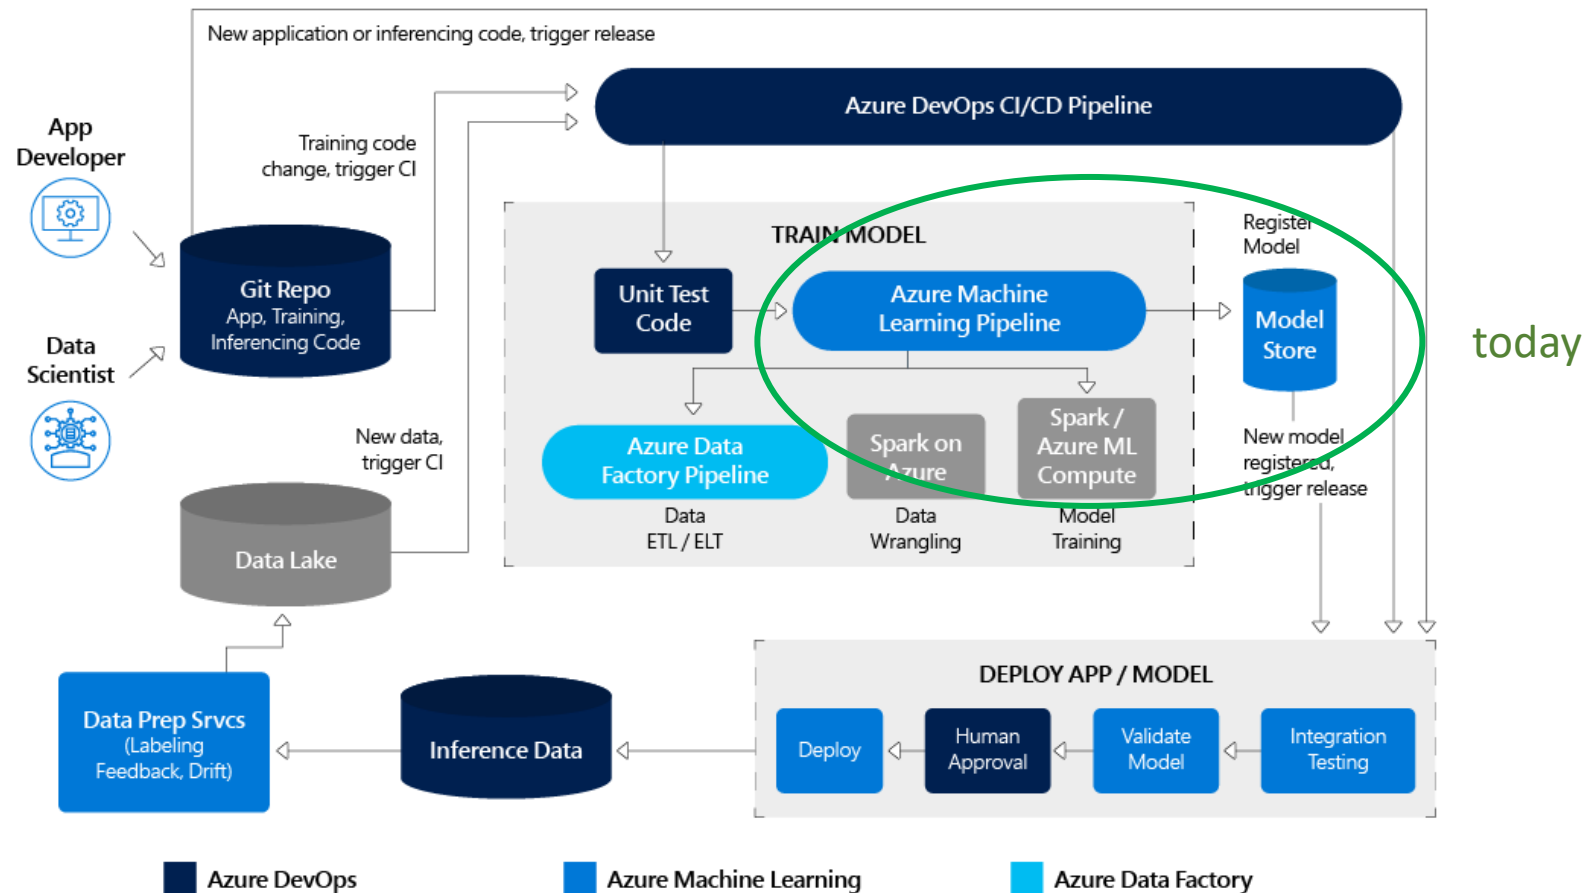 New application or inferencing code, trigger release
Azure DevOps CI/CD Pipeline
App
Developer
Training code
change, trigger CI
Git Repo
App, Training,
Inferencing Code
Data
Scientist
New data,
trigger CI
Data Lake
TRAIN MODEL
Unit Test
Code
Azure Machine
Learning Pipeline
Register
Model
Model
Store
today
Azure Data
Factory Pipeline
Data
ETL / ELT
Spark on
Azure
Data
Wrangling
Spark /
Azure ML
Compute
Model
Training
New model
registered,
trigger release
DEPLOY APP / MODEL
Data Prep Srvcs
(Labeling
Feedback, Drift)
Inference Data
Deploy
Human
Approval
Validate
Model
Integration
Testing
Azure DevOps
Azure Machine Learning
Azure Data Factory